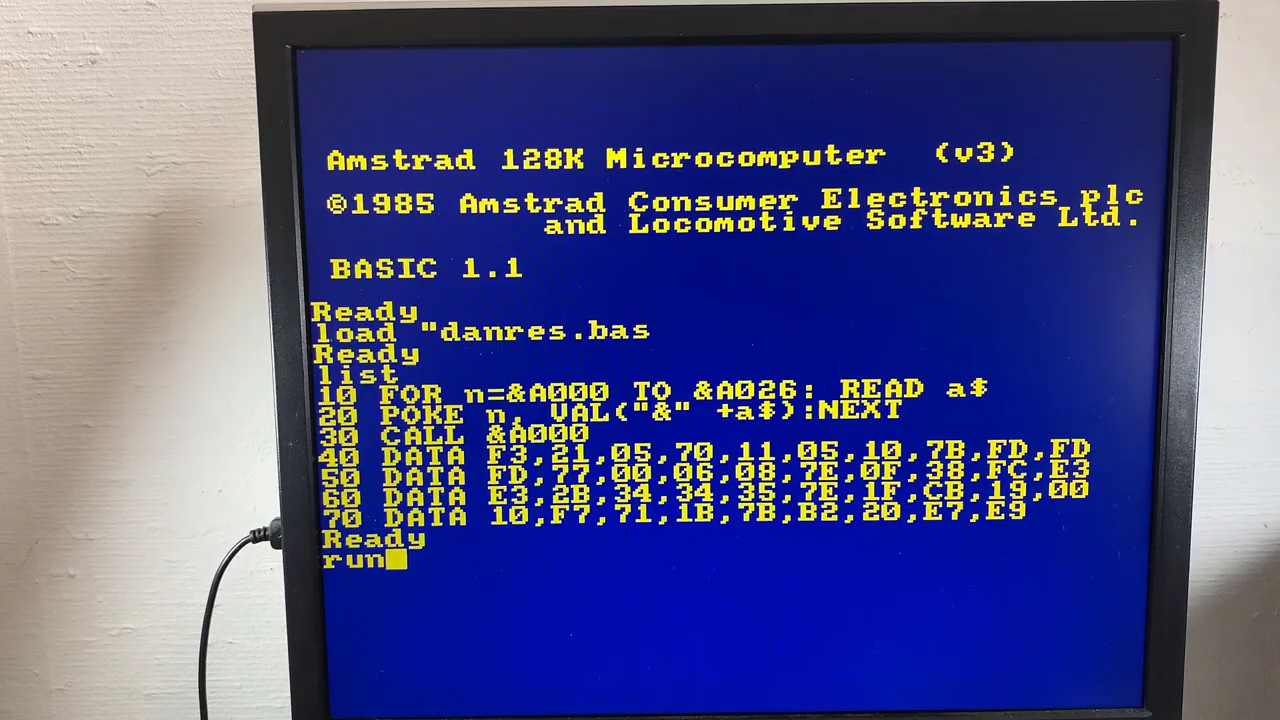 Amstrad 128K Microcomputer (v3)
©1985 Amstrad Consumer Electronics plc
and Locomotive Software Ltd.
BASIC 1.1
Ready
load "danres.bas
Ready
list
10 FOR n=&A000 TO &A026: READ a$
20 POKE n, VAL("&" +a$):NEXT
30 CALL &A000
40 DATA F3,21,05,70,11,05,10,7B,FD,FD
50 DATA FD,77,00,06,08,7E,0F,38,FC,E3
60 DATA E3,2B,34,34,35,7E,1F,CB,19,00
70 DATA 10,F7,71,1B,7B,B2,20,E7,E9
Ready
run